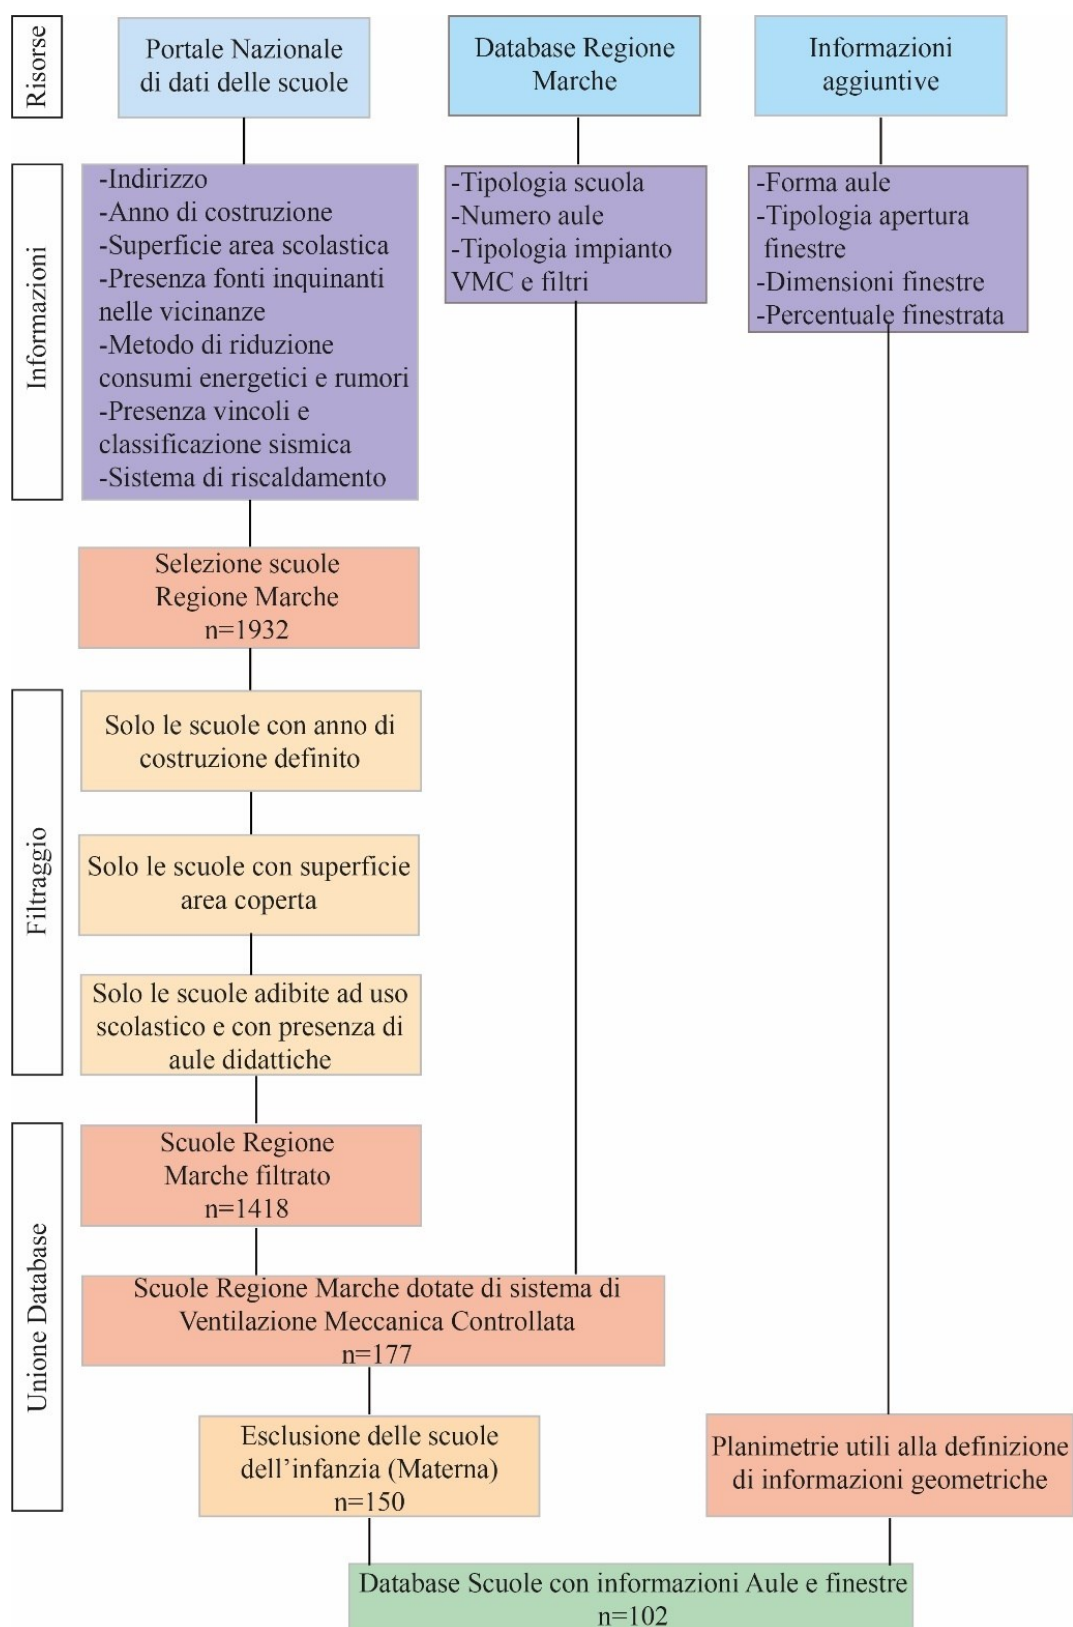 Risorse
Portale Nazionale
di dati delle scuole
Database Regione
Marche
Informazioni
aggiuntive
Informazioni
-Indirizzo
-Anno di costruzione
-Superficie area scolastica
-Presenza fonti inquinanti
nelle vicinanze
-Metodo di riduzione
consumi energetici e rumori
-Presenza vincoli e
classificazione sismica
-Sistema di riscaldamento
-Tipologia scuola
-Numero aule
-Tipologia impianto
VMC e filtri
-Forma aule
-Tipologia apertura
finestre
-Dimensioni finestre
-Percentuale finestrata
Selezione scuole
Regione Marche
n=1932
Filtraggio
Solo le scuole con anno di
costruzione definito
Solo le scuole con superficie
area coperta
Solo le scuole adibite ad uso
scolastico e con presenza di
aule didattiche
Unione Database
Scuole Regione
Marche filtrato
n=1418
Scuole Regione Marche dotate di sistema di
Ventilazione Meccanica Controllata
n=177
Esclusione delle scuole
dell’infanzia (Materna)
n=150
Planimetrie utili alla definizione
di informazioni geometriche
Database Scuole con informazioni Aule e finestre
n=102